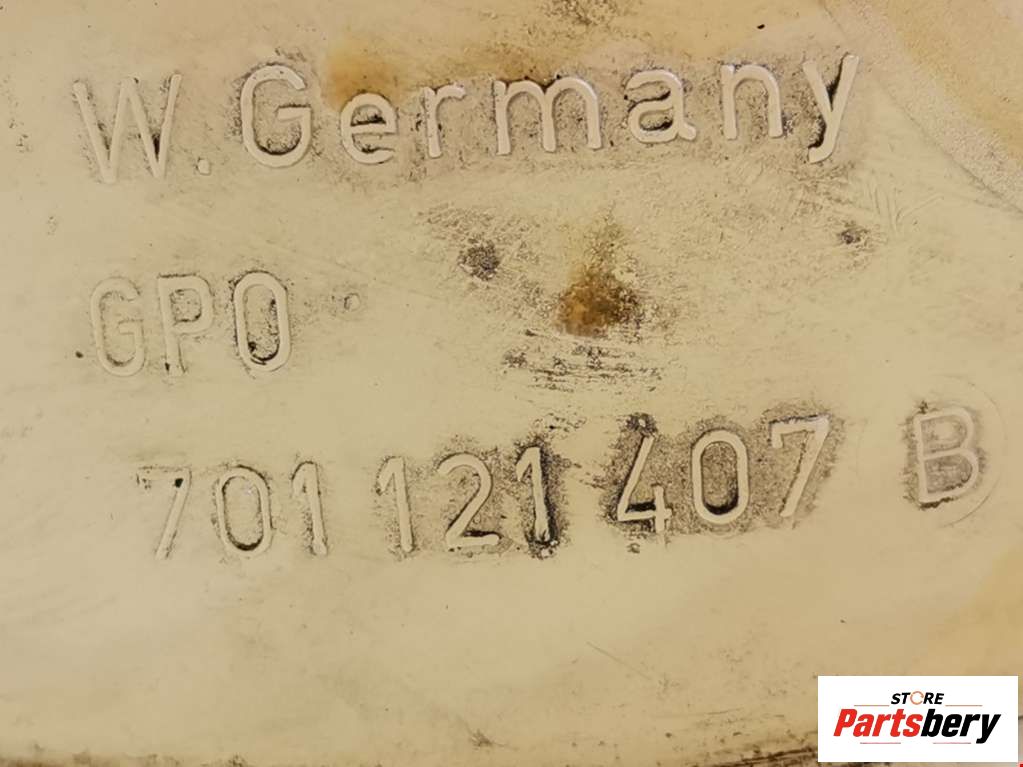 W. Germany
GPO
701 121 407 B
STORE
Partsbery